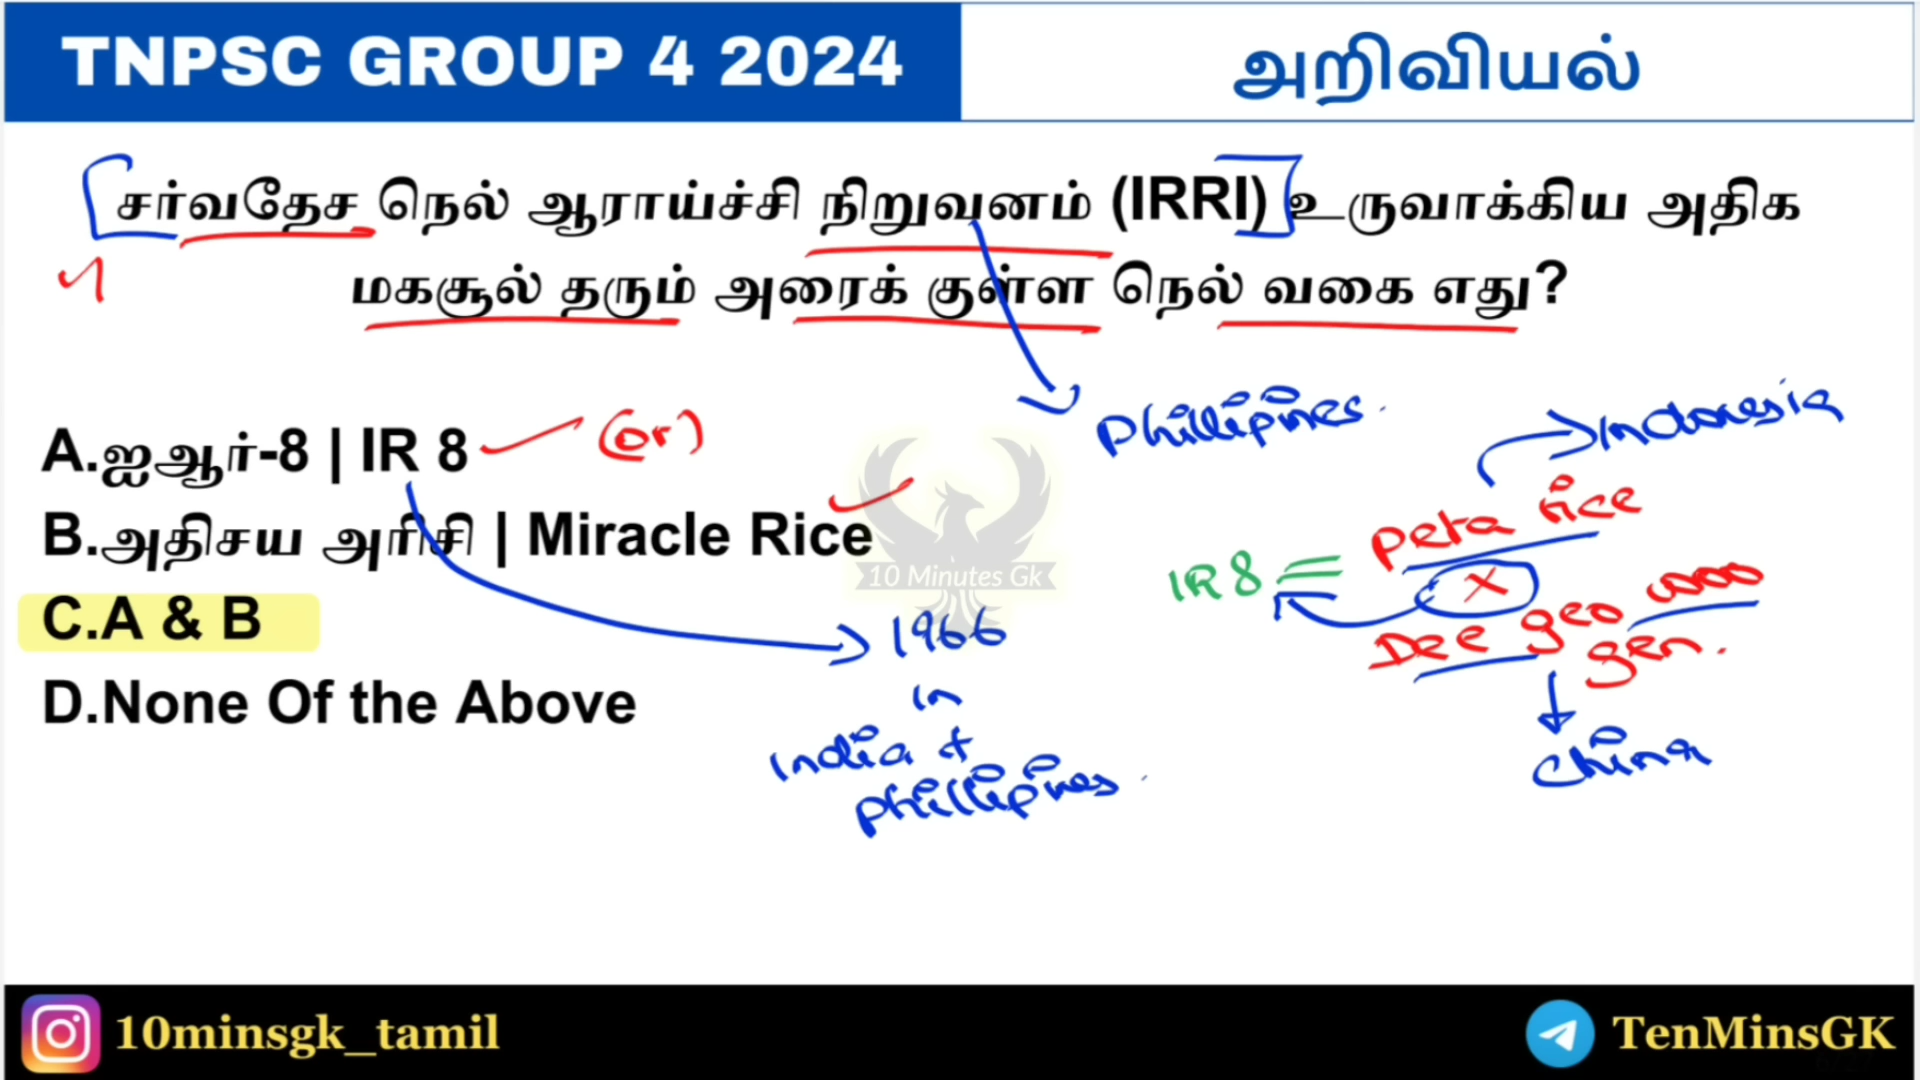 TNPSC GROUP 4 2024
அறிவியல்
சர்வதேச நெல் ஆராய்ச்சி நிறுவனம் (IRRI) உருவாக்கிய அதிக
மகசூல் தரும் அரைக் குள்ள நெல் வகை எது?
phillipines.
Indonesia
A.ஐஆர்-8 | IR 8 (or)
peta rice
B.அதிசய அரிசி | Miracle Rice
10 Minutes Gk
IR 8 = X
C.A & B
Dee geo woo
gen.
1966
D.None Of the Above
in
India +
phillipines.
China
10minsgk_tamil
TenMinsGK